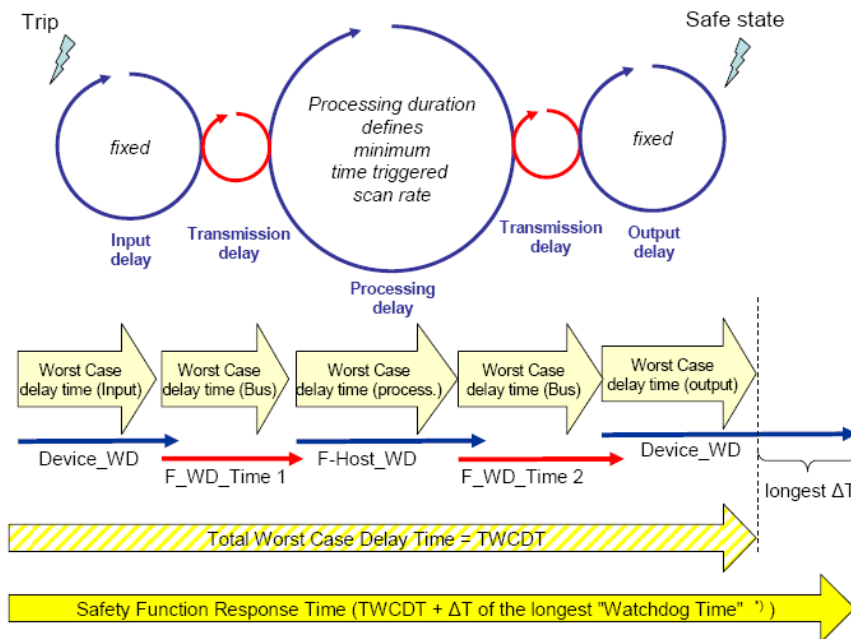 Trip
Safe state
fixed
Processing duration
defines
minimum
time triggered
scan rate
fixed
Input
delay
Transmission
delay
Processing
delay
Transmission
delay
Output
delay
Worst Case
delay time (Input)
Worst Case
delay time (Bus)
Worst Case
delay time (process.)
Worst Case
delay time (Bus)
Worst Case
delay time (output)
Device_WD
F_WD_Time 1
F-Host_WD
F_WD_Time 2
Device_WD
longest ΔT
Total Worst Case Delay Time = TWCDT
Safety Function Response Time (TWCDT + ΔT of the longest "Watchdog Time" *) )